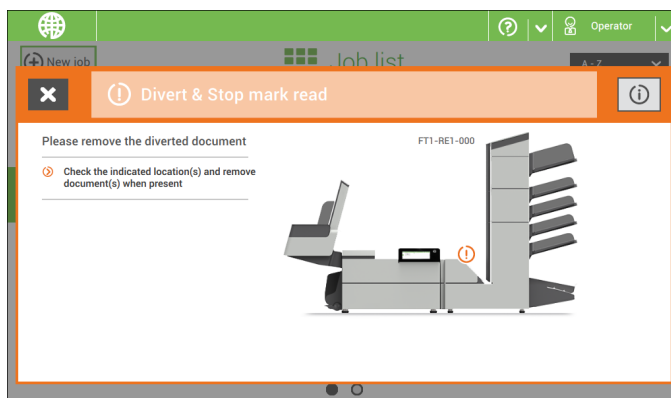 Operator
New job
Job list
A - Z
Divert & Stop mark read
Please remove the diverted document
FT1-RE1-000
Check the indicated location(s) and remove
document(s) when present